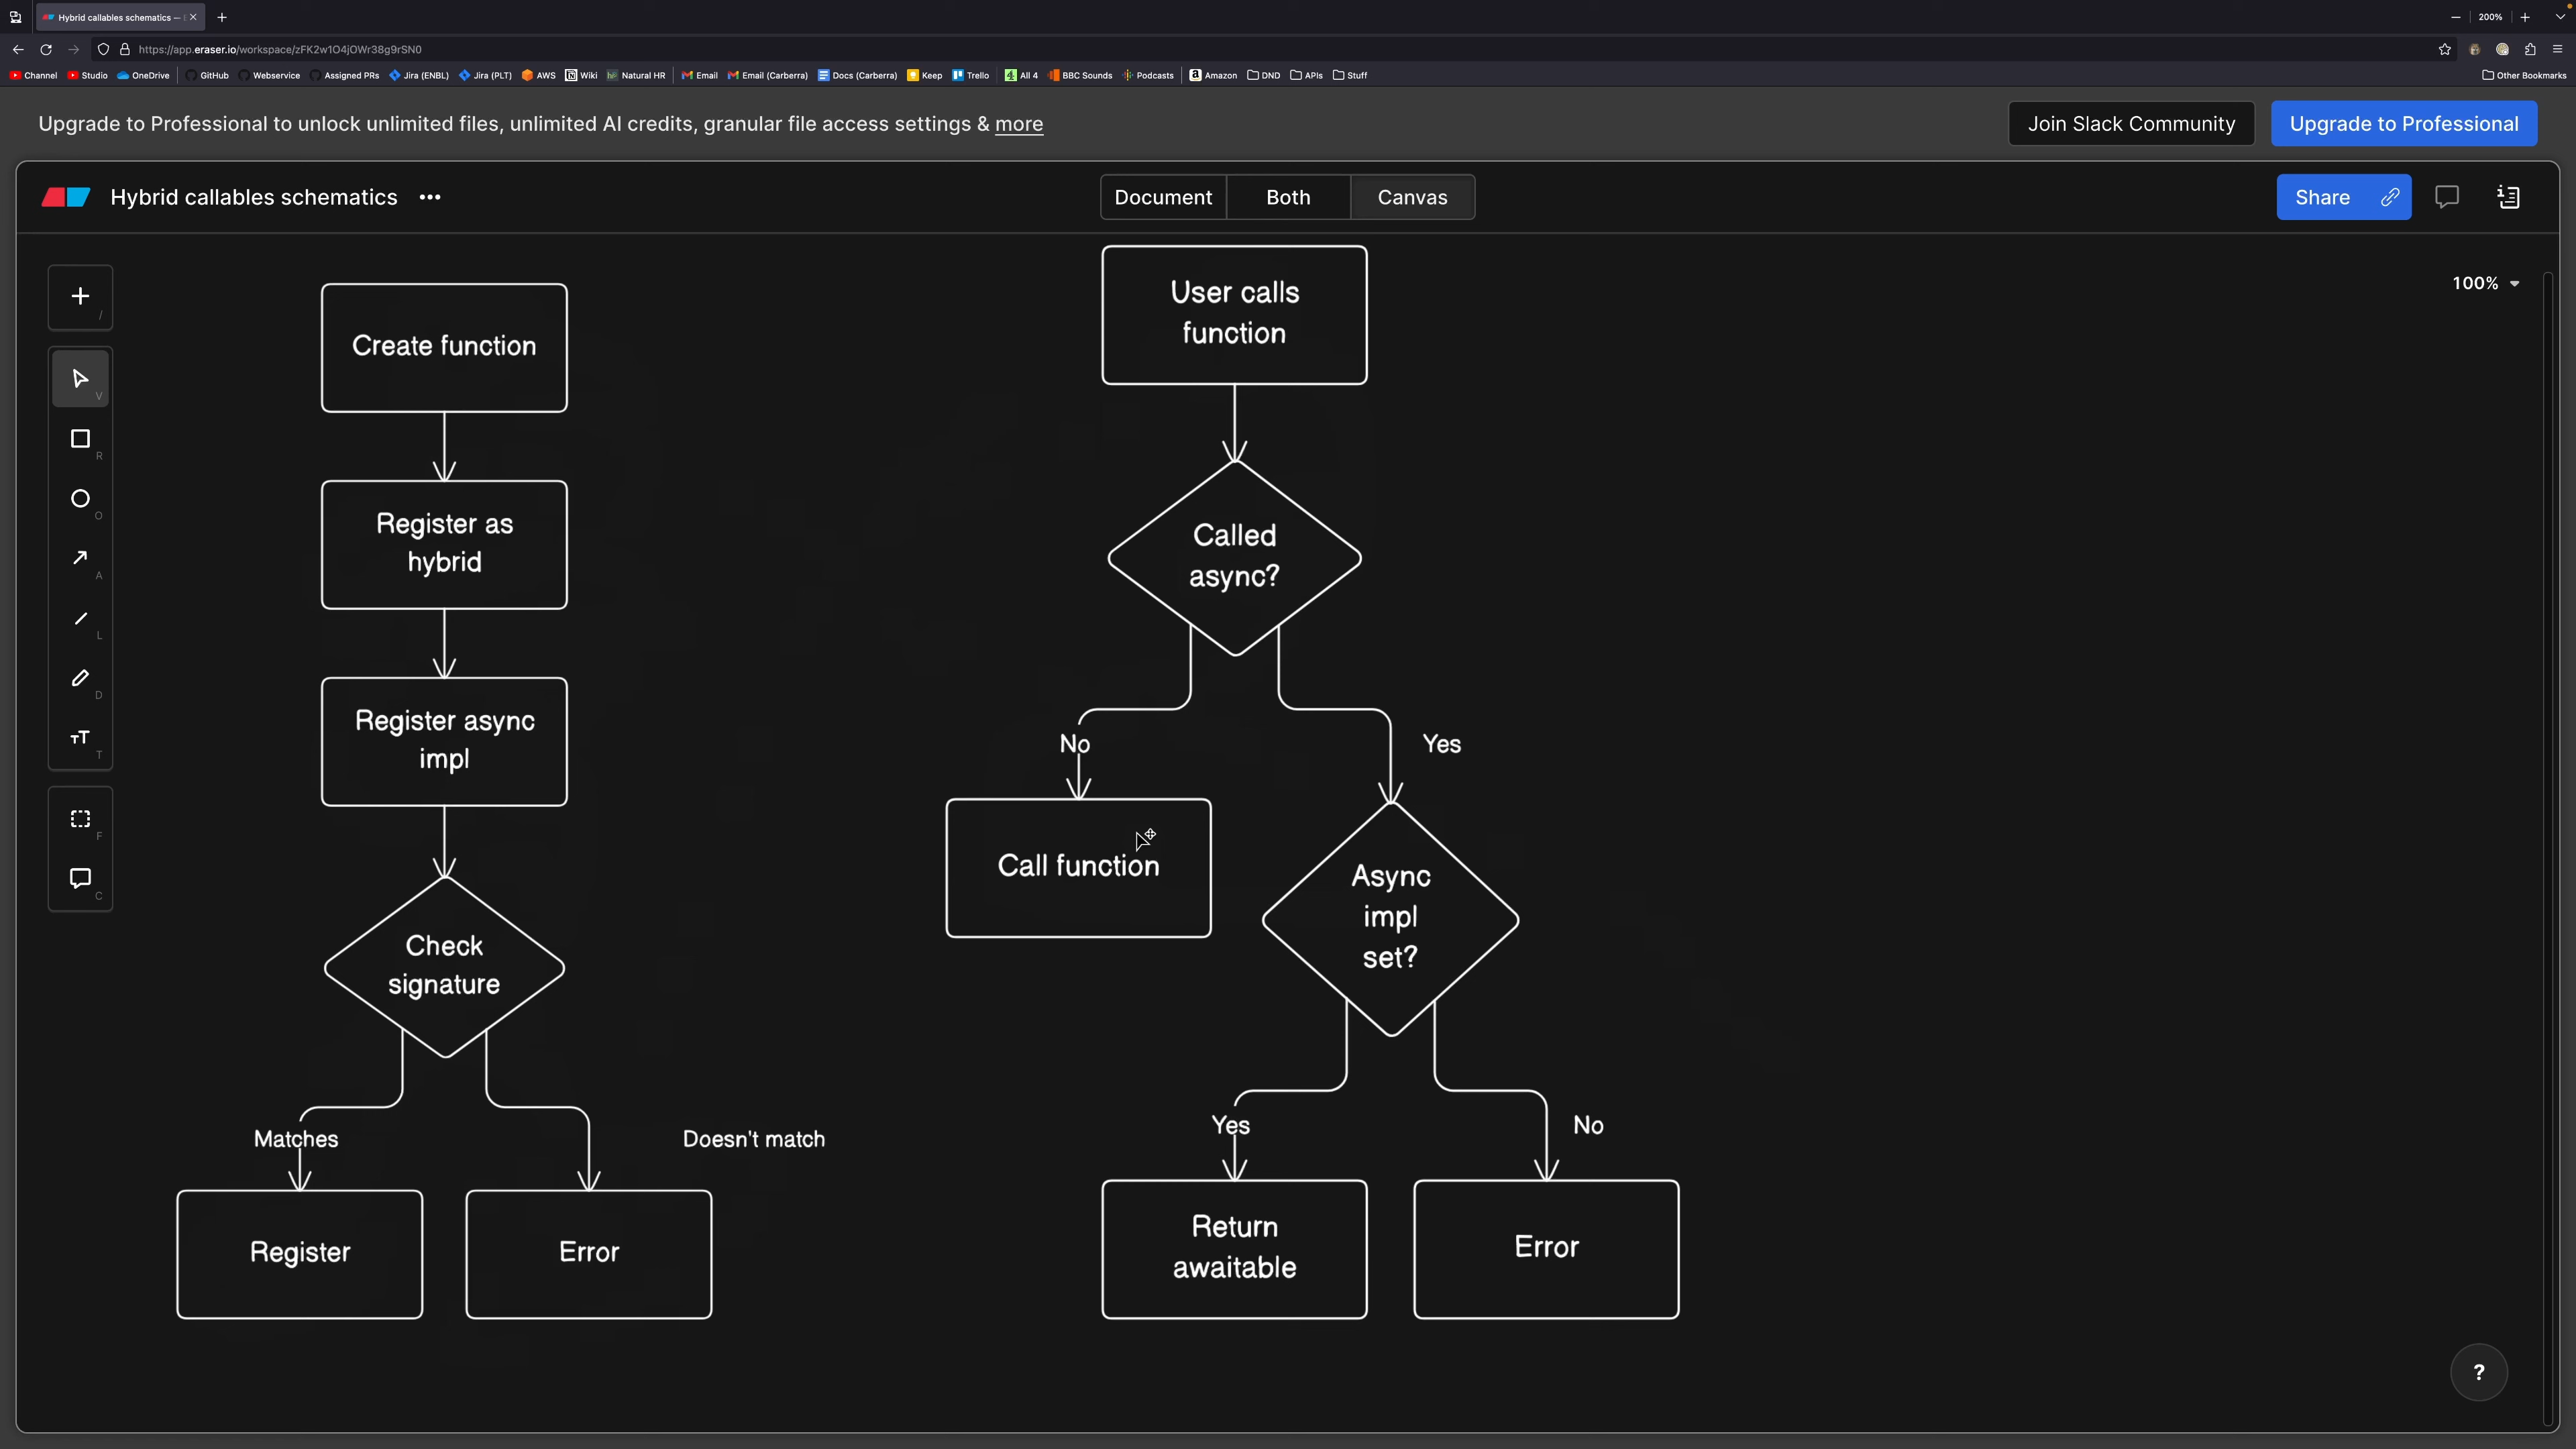 Hybrid callables schematics —
200%
https://app.eraser.io/workspace/zFK2w1O4jOWr38g9rSN0
Channel Studio OneDrive GitHub Webservice Assigned PRs Jira (ENBL) Jira (PLT) AWS Wiki Natural HR Email Email (Carberra) Docs (Carberra) Keep Trello All 4 BBC Sounds Podcasts Amazon DND APIs Stuff Other Bookmarks
Upgrade to Professional to unlock unlimited files, unlimited AI credits, granular file access settings & more
Join Slack Community
Upgrade to Professional
Hybrid callables schematics
Document
Both
Canvas
Share
100%
/
V
R
O
A
L
D
T
F
C
Create function
Register as
hybrid
Register async
impl
Check
signature
Matches
Doesn't match
Register
Error
User calls
function
Called
async?
No
Yes
Call function
Async
impl
set?
Yes
No
Return
awaitable
Error
?